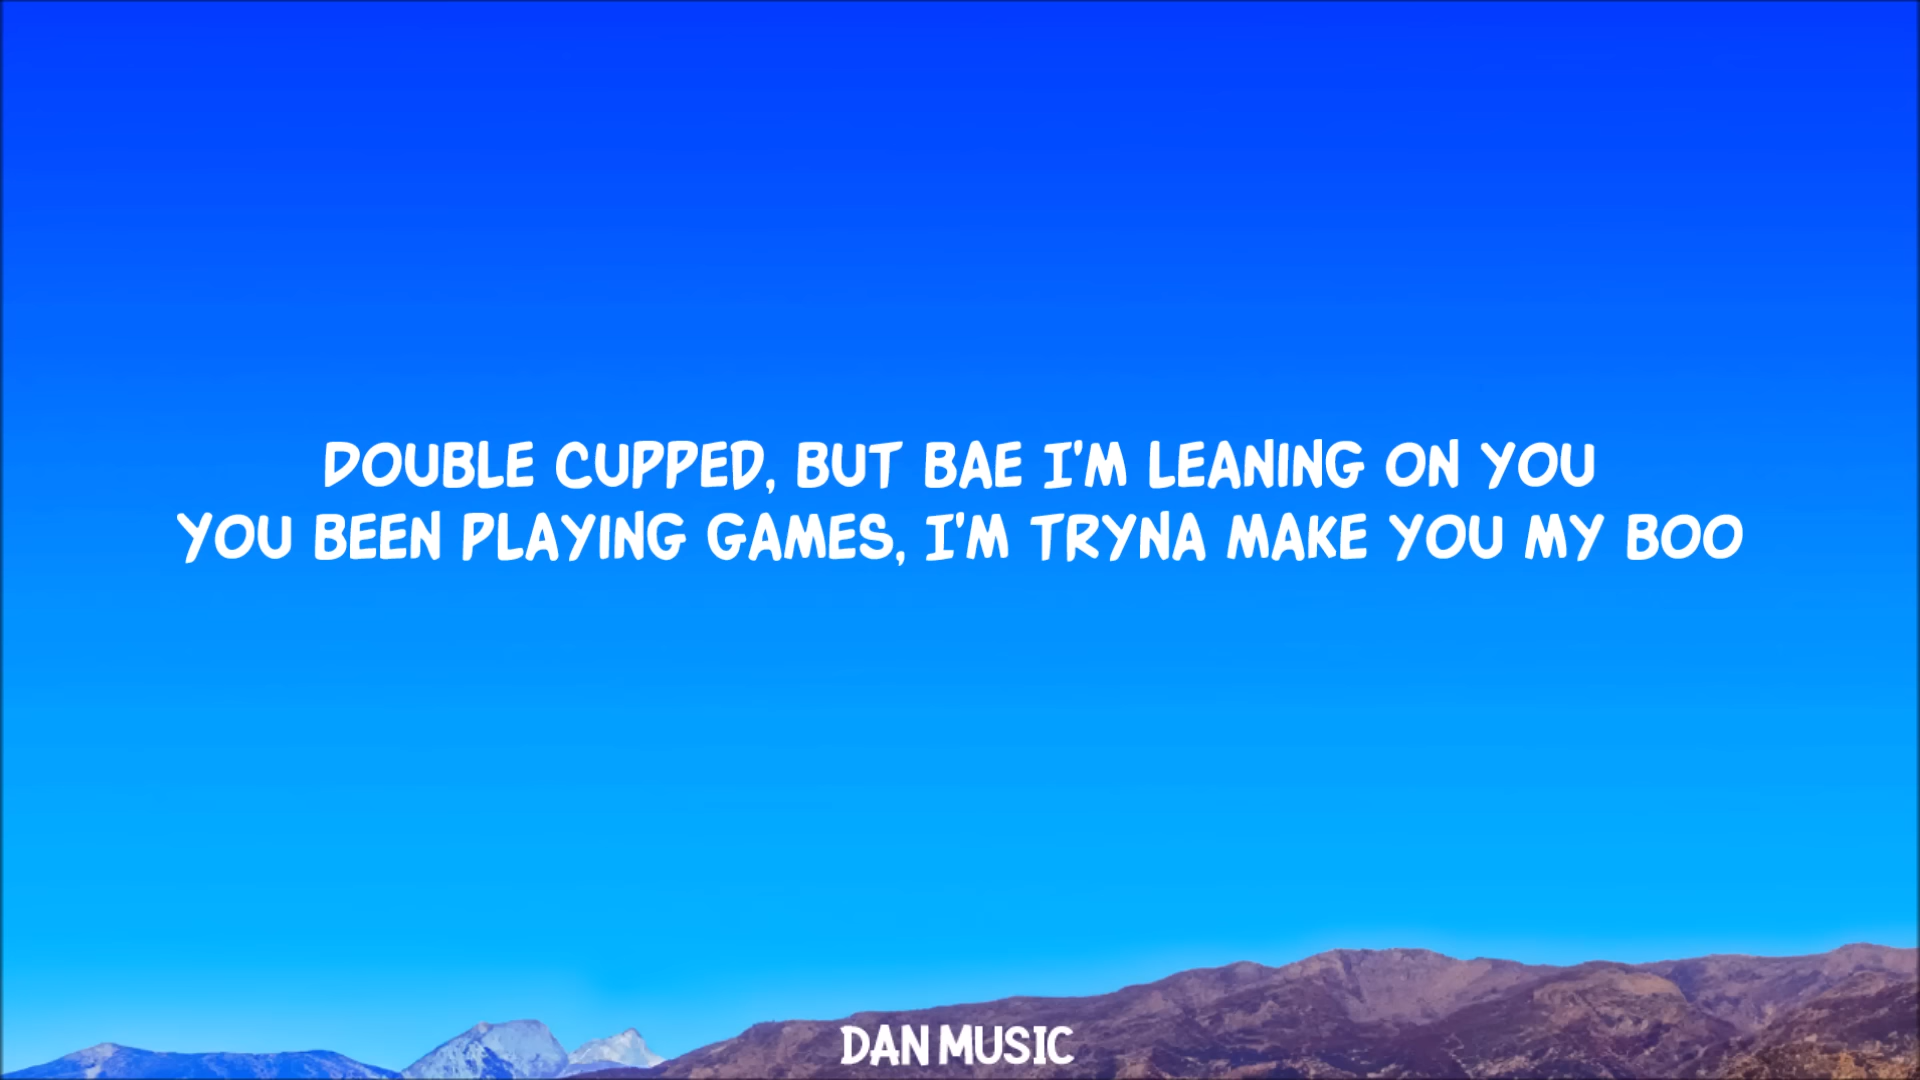 DOUBLE CUPPED, BUT BAE I'M LEANING ON YOU
YOU BEEN PLAYING GAMES, I'M TRYNA MAKE YOU MY BOO
DAN MUSIC